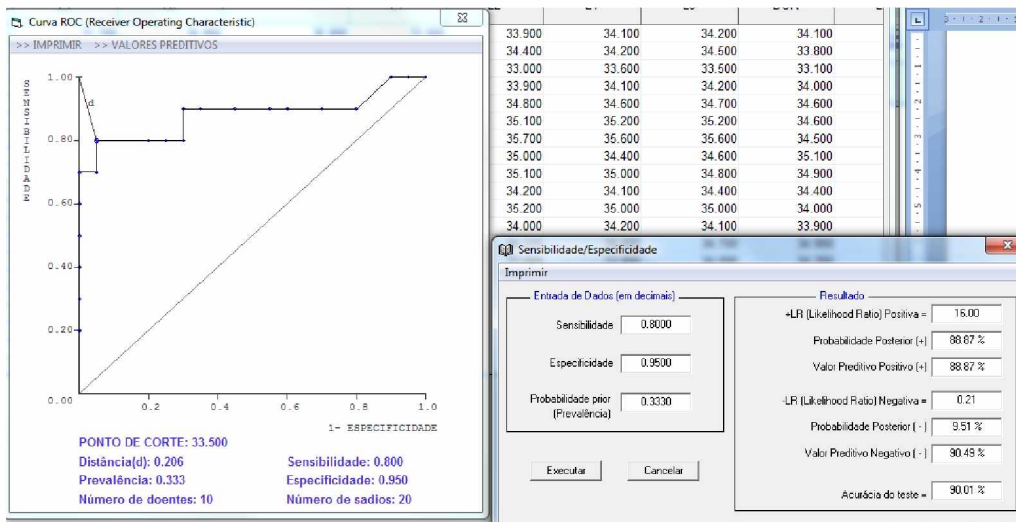 Curva ROC (Receiver Operating Characteristic)
>> IMPRIMIR >> VALORES PREDITIVOS
SENSIBILIDADE
1.00
d
0.80
0.60
0.40
0.20
0.00
0.2 0.4 0.6 0.8 1.0
1- ESPECIFICIDADE
PONTO DE CORTE: 33.500
Distância(d): 0.206 Sensibilidade: 0.800
Prevalência: 0.333 Especificidade: 0.950
Número de doentes: 10 Número de sadios: 20
33.900 34.100 34.200 34.100
34.400 34.200 34.500 33.800
33.000 33.600 33.500 33.100
33.900 34.100 34.200 34.000
34.800 34.600 34.700 34.600
35.100 35.200 35.200 34.600
35.700 35.600 35.600 34.500
35.000 34.400 34.600 35.100
35.100 35.000 34.800 34.900
34.200 34.100 34.400 34.400
35.200 35.000 35.000 34.000
34.000 34.200 34.100 33.900
Sensibilidade/Especificidade
Imprimir
Entrada de Dados (em decimais)
Sensibilidade 0.8000
Especificidade 0.9500
Probabilidade prior (Prevalência) 0.3330
Executar Cancelar
Resultado
+LR (Likelihood Ratio) Positiva = 16.00
Probabilidade Posterior (+) 88.87 %
Valor Preditivo Positivo (+) 88.87 %
-LR (Likelihood Ratio) Negativa = 0.21
Probabilidade Posterior ( - ) 9.51 %
Valor Preditivo Negativo ( - ) 90.49 %
Acurácia do teste = 90.01 %